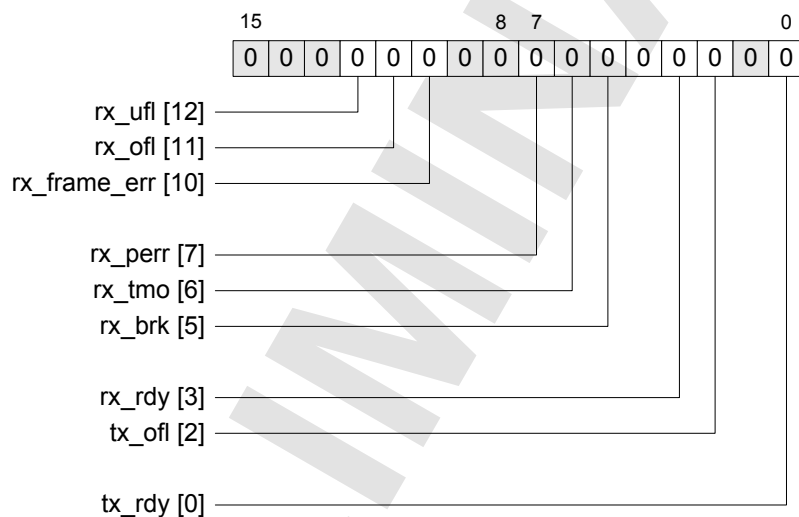 15 8 7 0
0 0 0 0 0 0 0 0 0 0 0 0 0 0 0 0
rx_ufl [12]
rx_ofl [11]
rx_frame_err [10]
rx_perr [7]
rx_tmo [6]
rx_brk [5]
rx_rdy [3]
tx_ofl [2]
tx_rdy [0]